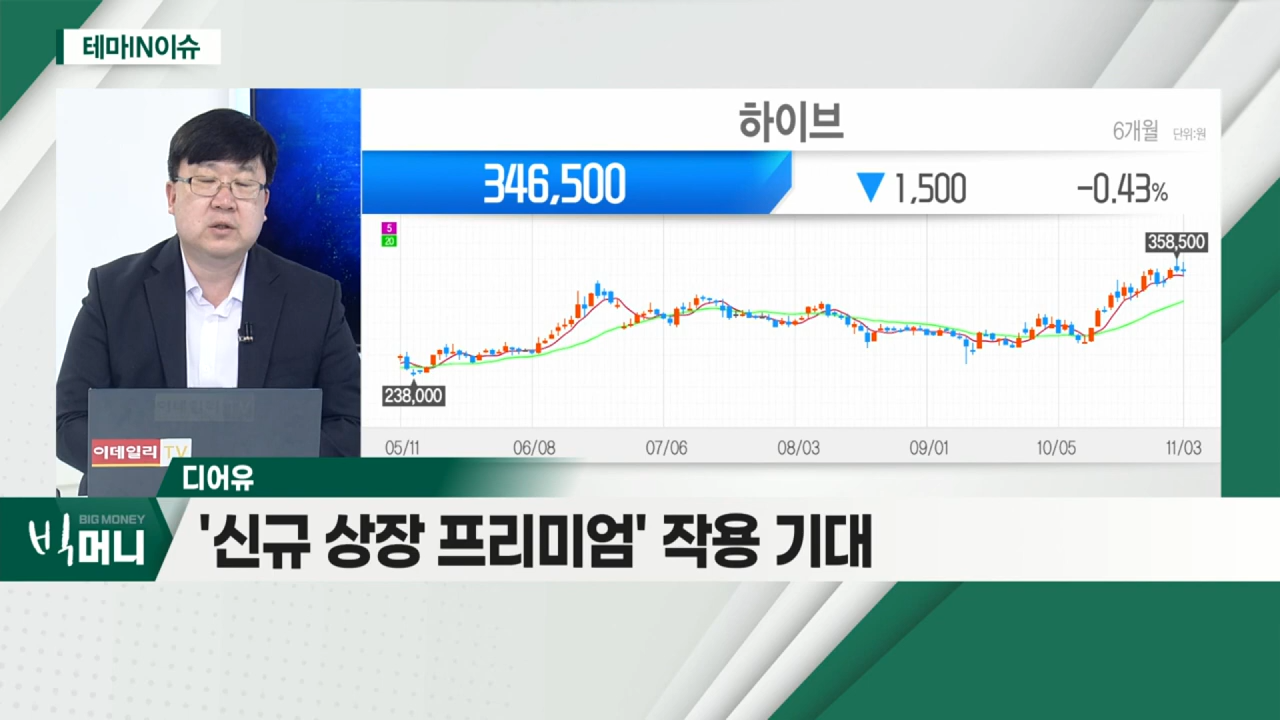 테마IN이슈
하이브
6개월 단위:원
346,500 ▼ 1,500 -0.43%
5
20
358,500
238,000
05/11 06/08 07/06 08/03 09/01 10/05 11/03
이데일리 TV
디어유
BIG MONEY
빅머니
'신규 상장 프리미엄' 작용 기대